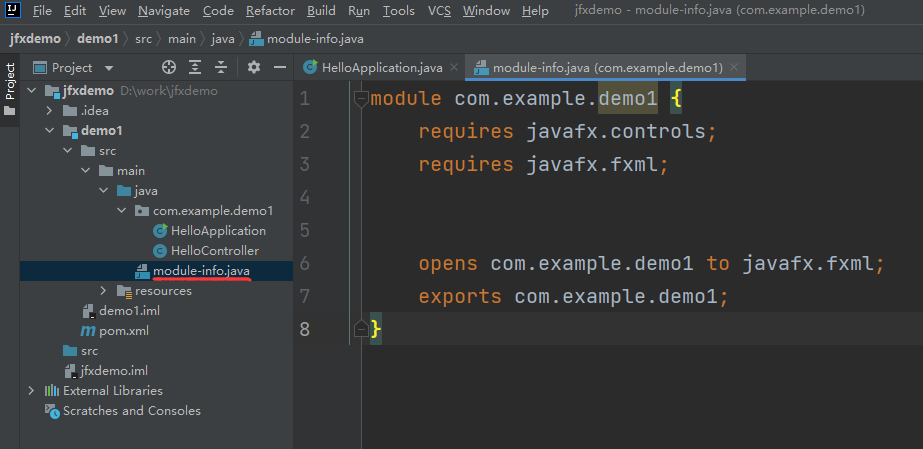 IJ File Edit View Navigate Code Refactor Build Run Tools VCS Window Help jfxdemo - module-info.java (com.example.demo1)
jfxdemo demo1 src main java module-info.java
Project
Project
HelloApplication.java module-info.java (com.example.demo1)
jfxdemo D:\work\jfxdemo
.idea
demo1
src
main
java
com.example.demo1
HelloApplication
HelloController
module-info.java
resources
demo1.iml
pom.xml
src
jfxdemo.iml
External Libraries
Scratches and Consoles
1 module com.example.demo1 {
2 requires javafx.controls;
3 requires javafx.fxml;
4
5
6 opens com.example.demo1 to javafx.fxml;
7 exports com.example.demo1;
8 }